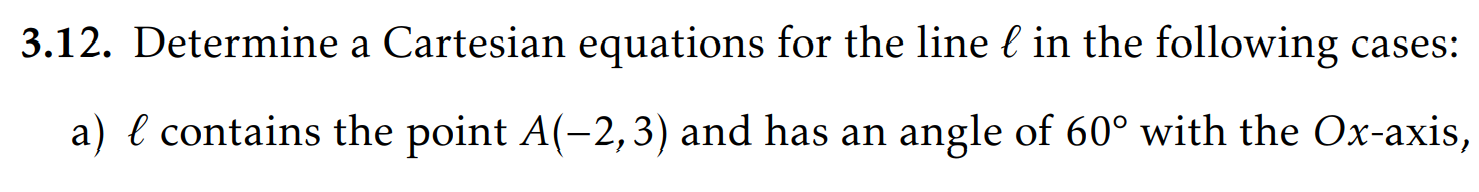 3.12. Determine a Cartesian equations for the line ℓ in the following cases:
a) ℓ contains the point A(−2,3) and has an angle of 60° with the Ox-axis,